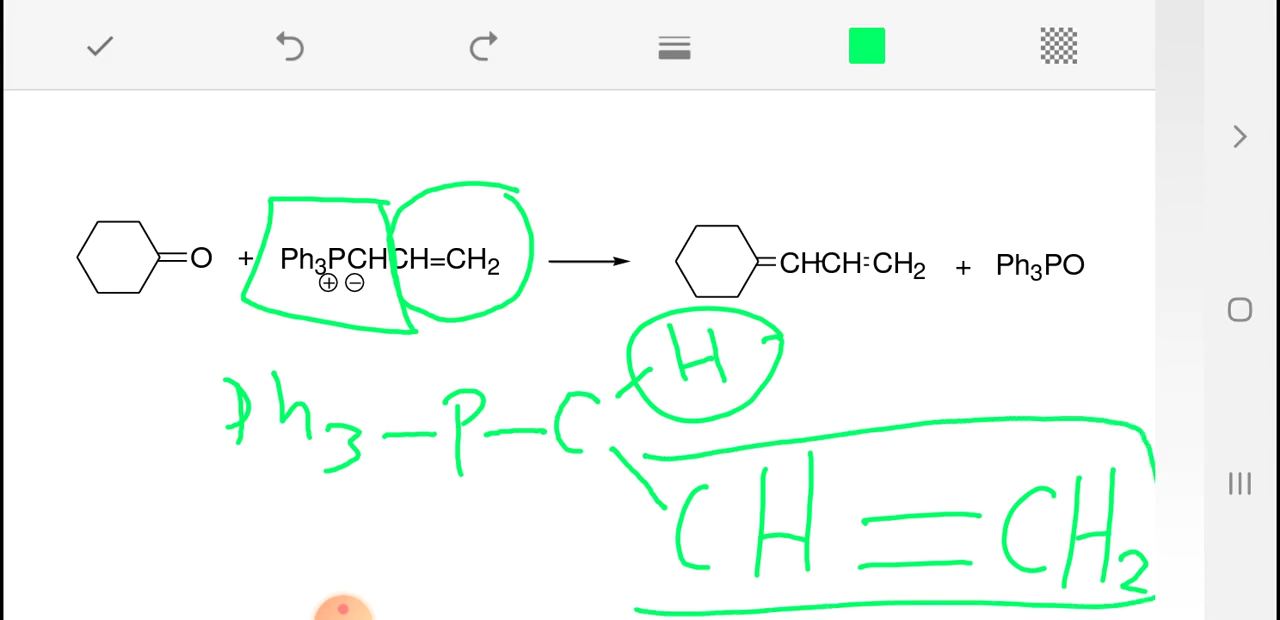 =O + Ph₃PCHCH=CH₂ → =CHCH=CH₂ + Ph₃PO
⊕ ⊖
H
Ph₃-P-C
CH=CH₂